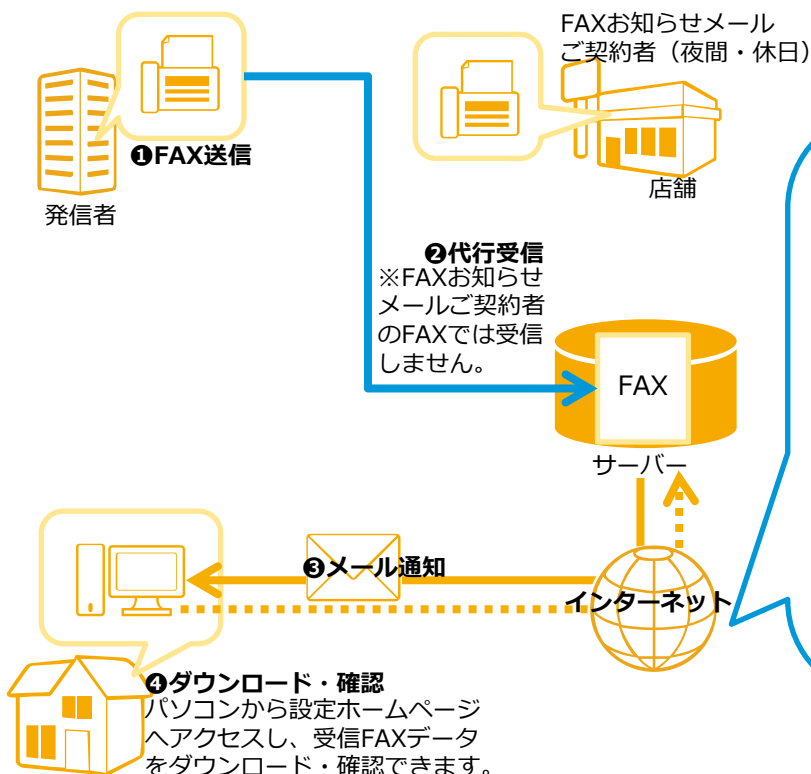 FAXお知らせメール
ご契約者（夜間・休日）
❶FAX送信
発信者
店舗
❷代行受信
※FAXお知らせ
メールご契約者
のFAXでは受信
しません。
FAX
サーバー
❸メール通知
インターネット
❹ダウンロード・確認
パソコンから設定ホームページ
へアクセスし、受信FAXデータ
をダウンロード・確認できます。